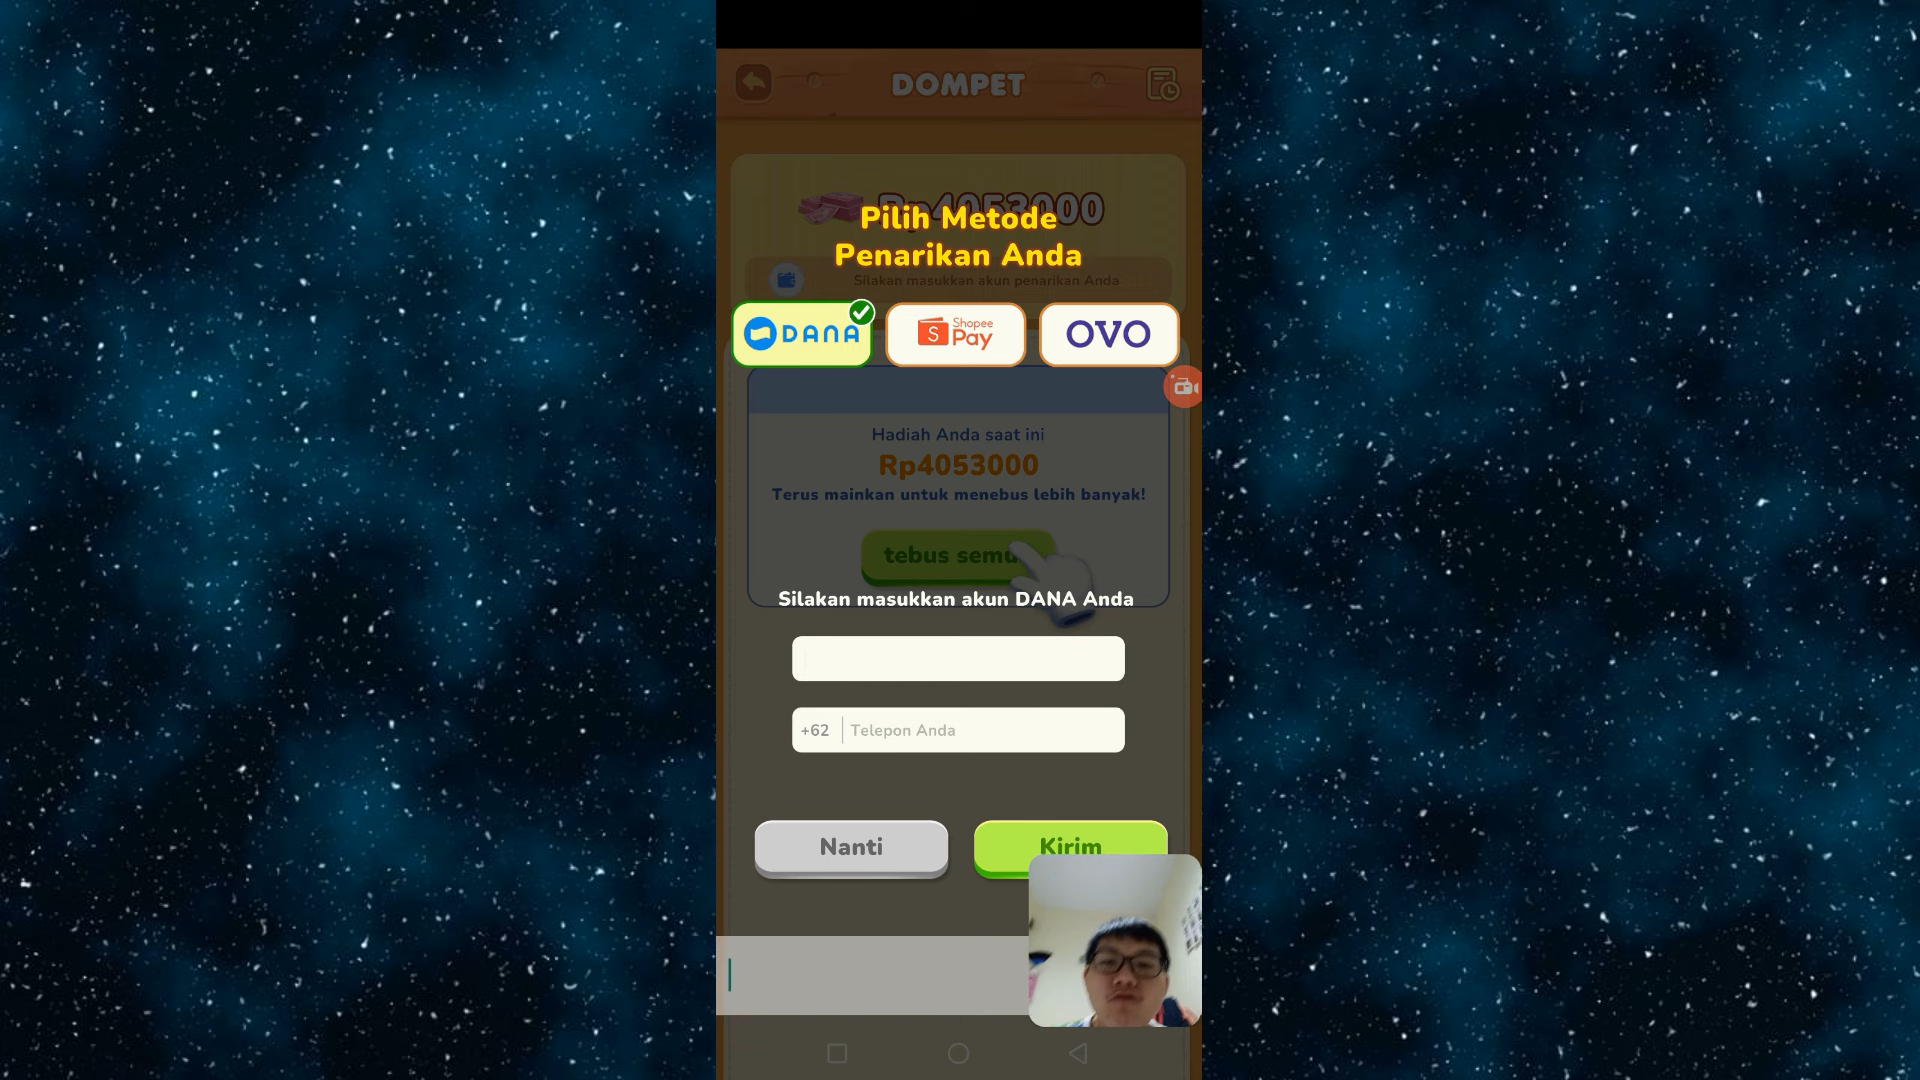 DOMPET
Rp4053000
Pilih Metode
Penarikan Anda
Silakan masukkan akun penarikan Anda
DANA
Shopee
Pay
OVO
Hadiah Anda saat ini
Rp4053000
Terus mainkan untuk menebus lebih banyak!
tebus semu
Silakan masukkan akun DANA Anda
+62 Telepon Anda
Nanti
Kirim